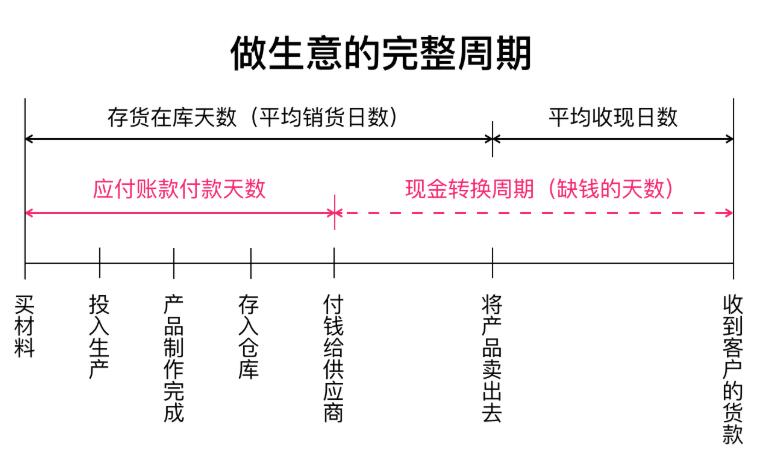 做生意的完整周期
存货在库天数（平均销货日数）
平均收现日数
应付账款付款天数
现金转换周期（缺钱的天数）
买材料
投入生产
产品制作完成
存入仓库
付钱给供应商
将产品卖出去
收到客户的货款